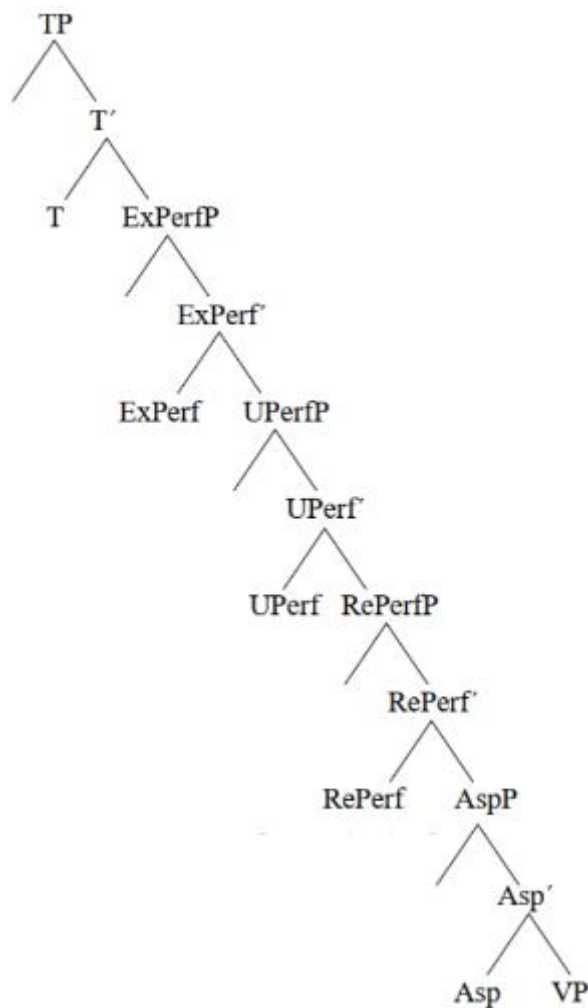 TP
T´
T ExPerfP
ExPerf´
ExPerf UPerfP
UPerf´
UPerf RePerfP
RePerf´
RePerf AspP
Asp´
Asp VP